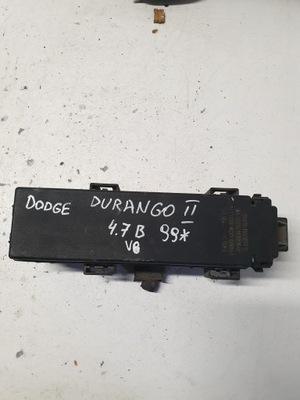 DODGE DURANGO II
4.7 B 99*
V8